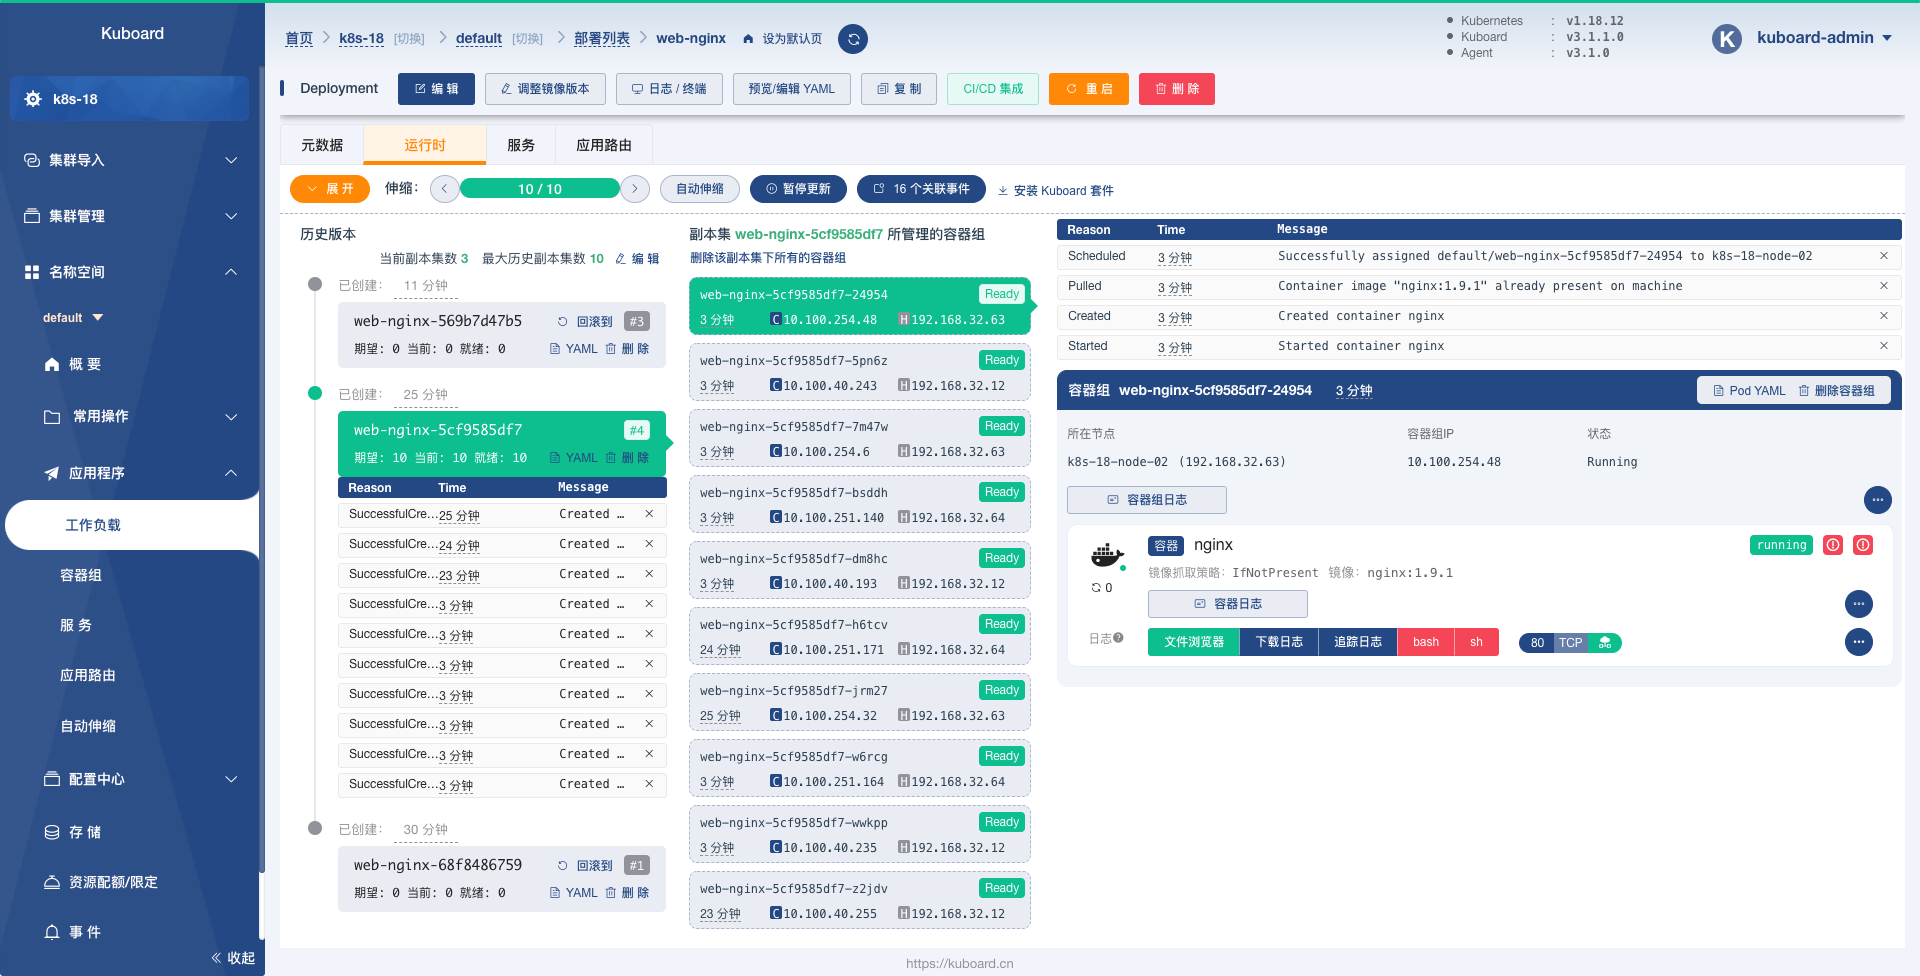 Kuboard
k8s-18
集群导入
集群管理
名称空间
default
概 要
常用操作
应用程序
工作负载
容器组
服 务
应用路由
自动伸缩
配置中心
存 储
资源配额/限定
事 件
收起
首页 k8s-18 [切换] default [切换] 部署列表 web-nginx 设为默认页
Kubernetes : v1.18.12
Kuboard : v3.1.1.0
Agent : v3.1.0
K kuboard-admin
Deployment 编 辑 调整镜像版本 日志 / 终端 预览/编辑 YAML 复 制 CI/CD 集成 重 启 删 除
元数据 运行时 服务 应用路由
展 开 伸缩: 10 / 10 自动伸缩 暂停更新 16 个关联事件 安装 Kuboard 套件
历史版本
当前副本集数 3 最大历史副本集数 10 编 辑
已创建: 11 分钟
web-nginx-569b7d47b5 回滚到 #3
期望: 0 当前: 0 就绪: 0 YAML 删 除
已创建: 25 分钟
web-nginx-5cf9585df7 #4
期望: 10 当前: 10 就绪: 10 YAML 删 除
Reason Time Message
SuccessfulCre... 25 分钟 Created …
SuccessfulCre... 24 分钟 Created …
SuccessfulCre... 23 分钟 Created …
SuccessfulCre... 3 分钟 Created …
SuccessfulCre... 3 分钟 Created …
SuccessfulCre... 3 分钟 Created …
SuccessfulCre... 3 分钟 Created …
SuccessfulCre... 3 分钟 Created …
SuccessfulCre... 3 分钟 Created …
SuccessfulCre... 3 分钟 Created …
已创建: 30 分钟
web-nginx-68f8486759 回滚到 #1
期望: 0 当前: 0 就绪: 0 YAML 删 除
副本集 web-nginx-5cf9585df7 所管理的容器组
删除该副本集下所有的容器组
web-nginx-5cf9585df7-24954 Ready
3 分钟 C 10.100.254.48 H 192.168.32.63
web-nginx-5cf9585df7-5pn6z Ready
3 分钟 C 10.100.40.243 H 192.168.32.12
web-nginx-5cf9585df7-7m47w Ready
3 分钟 C 10.100.254.6 H 192.168.32.63
web-nginx-5cf9585df7-bsddh Ready
3 分钟 C 10.100.251.140 H 192.168.32.64
web-nginx-5cf9585df7-dm8hc Ready
3 分钟 C 10.100.40.193 H 192.168.32.12
web-nginx-5cf9585df7-h6tcv Ready
24 分钟 C 10.100.251.171 H 192.168.32.64
web-nginx-5cf9585df7-jrm27 Ready
25 分钟 C 10.100.254.32 H 192.168.32.63
web-nginx-5cf9585df7-w6rcg Ready
3 分钟 C 10.100.251.164 H 192.168.32.64
web-nginx-5cf9585df7-wwkpp Ready
3 分钟 C 10.100.40.235 H 192.168.32.12
web-nginx-5cf9585df7-z2jdv Ready
23 分钟 C 10.100.40.255 H 192.168.32.12
Reason Time Message
Scheduled 3 分钟 Successfully assigned default/web-nginx-5cf9585df7-24954 to k8s-18-node-02
Pulled 3 分钟 Container image "nginx:1.9.1" already present on machine
Created 3 分钟 Created container nginx
Started 3 分钟 Started container nginx
容器组 web-nginx-5cf9585df7-24954 3 分钟 Pod YAML 删除容器组
所在节点 容器组IP 状态
k8s-18-node-02 (192.168.32.63) 10.100.254.48 Running
容器组日志
容器 nginx running
镜像抓取策略: IfNotPresent 镜像: nginx:1.9.1
0
容器日志
日志 文件浏览器 下载日志 追踪日志 bash sh 80 TCP
https://kuboard.cn